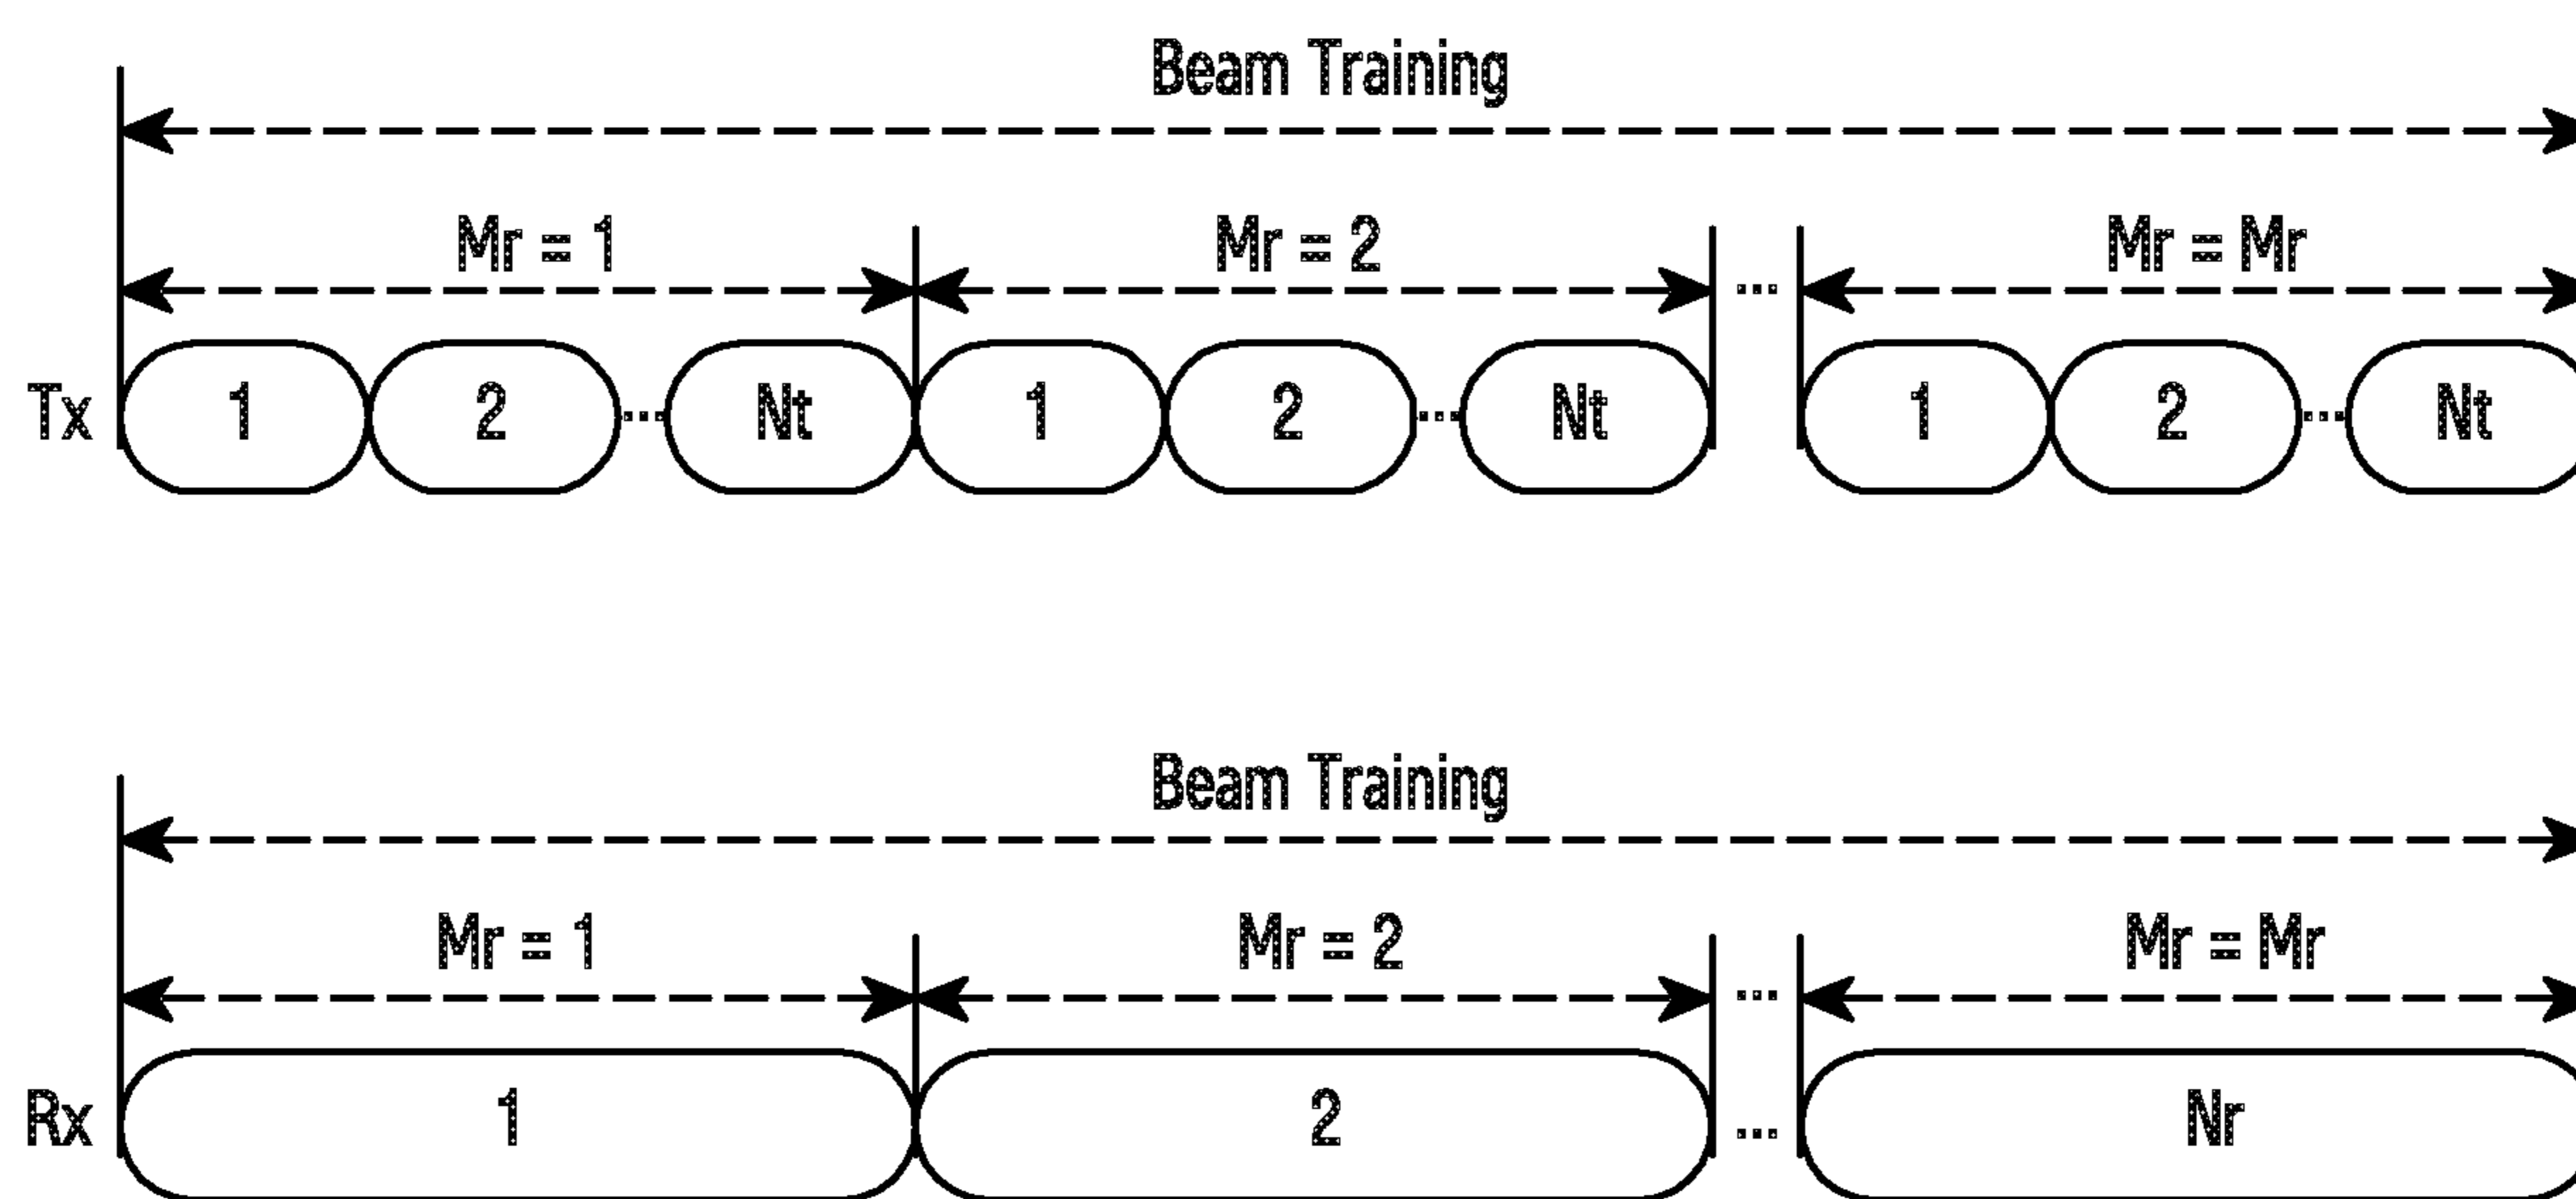 Beam Training
Mr = 1 Mr = 2 ... Mr = Mr
Tx 1 2 ... Nt 1 2 ... Nt 1 2 ... Nt
Beam Training
Mr = 1 Mr = 2 ... Mr = Mr
Rx 1 2 ... Nr